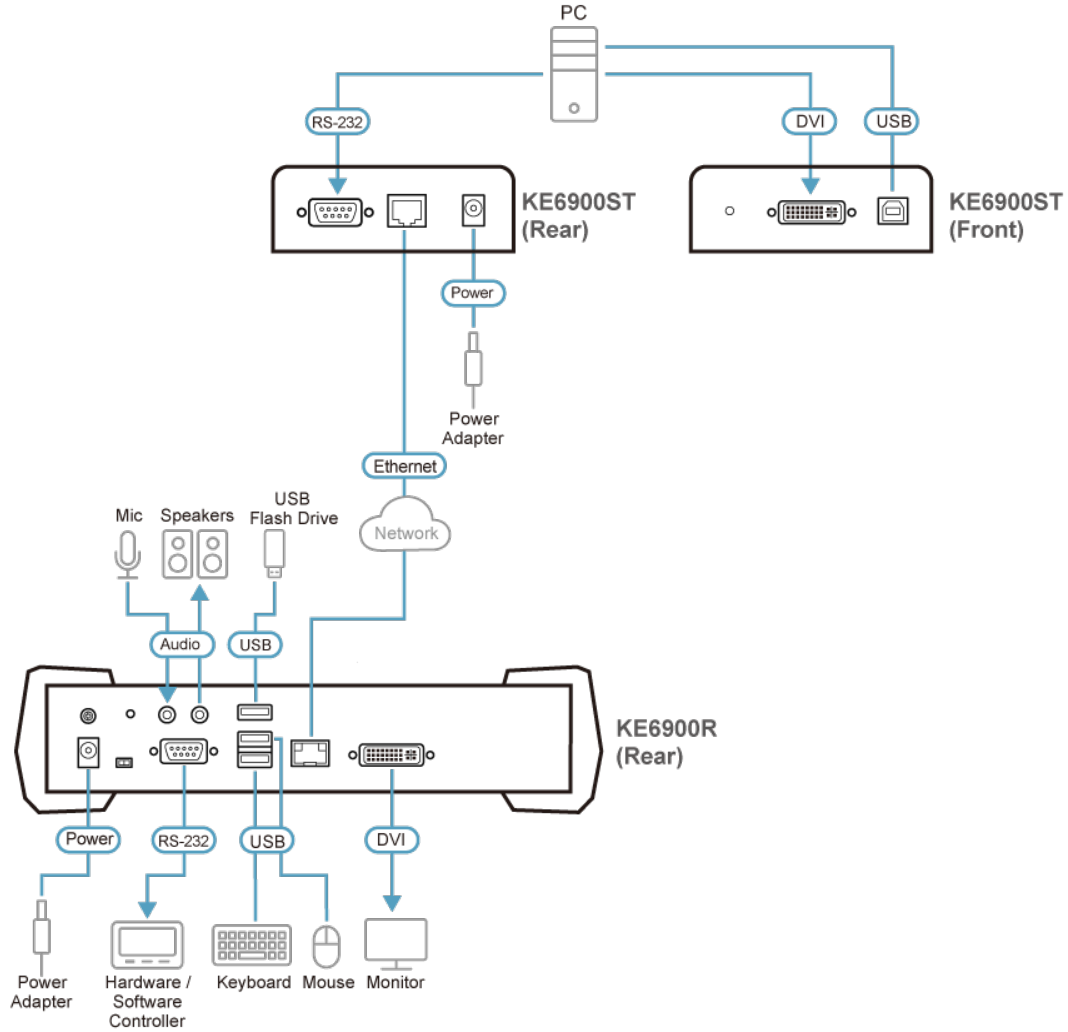 PC
RS-232
DVI
USB
KE6900ST
(Rear)
KE6900ST
(Front)
Power
Power
Adapter
Ethernet
Network
Mic
Speakers
USB
Flash Drive
Audio
USB
KE6900R
(Rear)
Power
RS-232
USB
DVI
Power
Adapter
Hardware /
Software
Controller
Keyboard
Mouse
Monitor